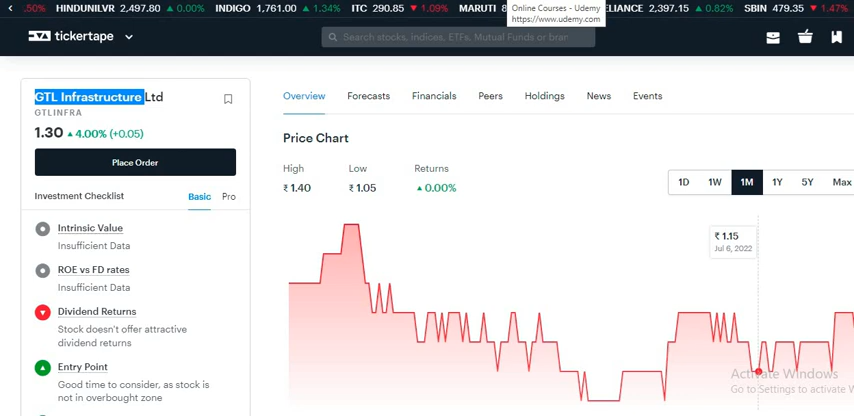 .50% HINDUNILVR 2,497.80 ▲ 0.00% INDIGO 1,761.00 ▲ 1.34% ITC 290.85 ▼ 1.09% MARUTI 8 ELIANCE 2,397.15 ▲ 0.82% SBIN 479.35 ▼ 1.47%
Online Courses - Udemy
https://www.udemy.com
tickertape
Search stocks, indices, ETFs, Mutual Funds or bran
GTL Infrastructure Ltd
GTLINFRA
1.30 ▲ 4.00% (+0.05)
Place Order
Investment Checklist Basic Pro
Intrinsic Value
Insufficient Data
ROE vs FD rates
Insufficient Data
Dividend Returns
Stock doesn't offer attractive
dividend returns
Entry Point
Good time to consider, as stock is
not in overbought zone
Overview Forecasts Financials Peers Holdings News Events
Price Chart
High Low Returns
₹ 1.40 ₹ 1.05 ▲ 0.00%
1D 1W 1M 1Y 5Y Max
₹ 1.15
Jul 6, 2022
Activate Windows
Go to Settings to activate W